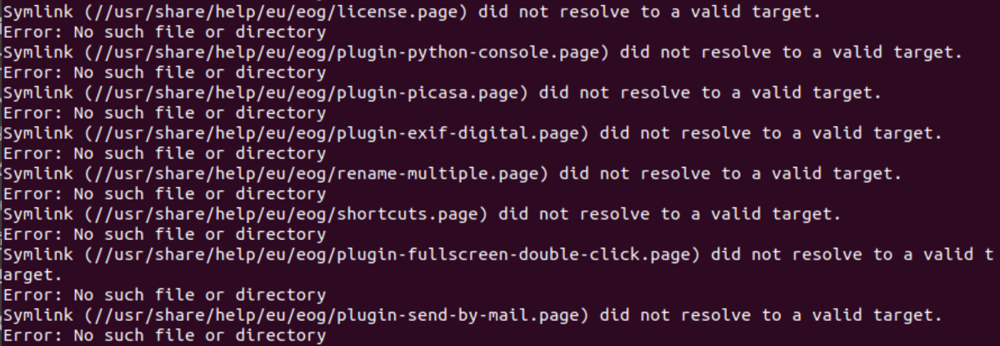 Symlink (//usr/share/help/eu/eog/license.page) did not resolve to a valid target.
Error: No such file or directory
Symlink (//usr/share/help/eu/eog/plugin-python-console.page) did not resolve to a valid target.
Error: No such file or directory
Symlink (//usr/share/help/eu/eog/plugin-picasa.page) did not resolve to a valid target.
Error: No such file or directory
Symlink (//usr/share/help/eu/eog/plugin-exif-digital.page) did not resolve to a valid target.
Error: No such file or directory
Symlink (//usr/share/help/eu/eog/rename-multiple.page) did not resolve to a valid target.
Error: No such file or directory
Symlink (//usr/share/help/eu/eog/shortcuts.page) did not resolve to a valid target.
Error: No such file or directory
Symlink (//usr/share/help/eu/eog/plugin-fullscreen-double-click.page) did not resolve to a valid t
arget.
Error: No such file or directory
Symlink (//usr/share/help/eu/eog/plugin-send-by-mail.page) did not resolve to a valid target.
Error: No such file or directory